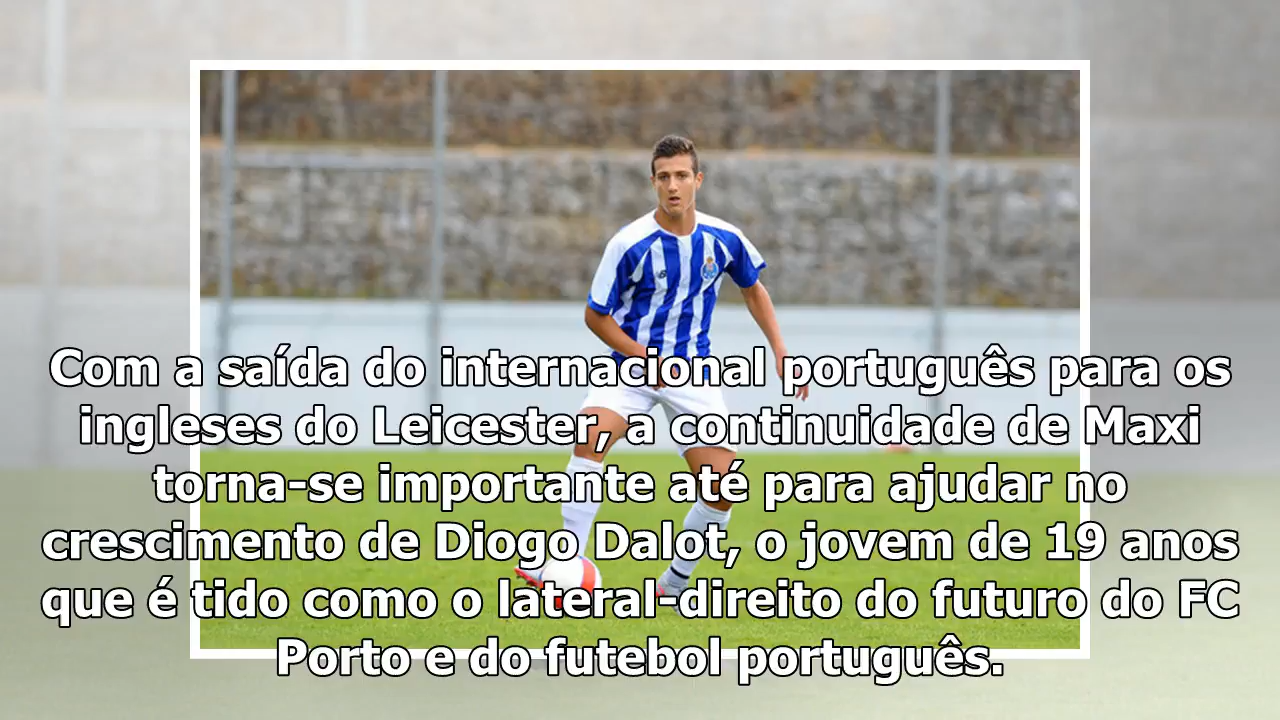 Com a saída do internacional português para os
ingleses do Leicester, a continuidade de Maxi
torna-se importante até para ajudar no
crescimento de Diogo Dalot, o jovem de 19 anos
que é tido como o lateral-direito do futuro do FC
Porto e do futebol português.